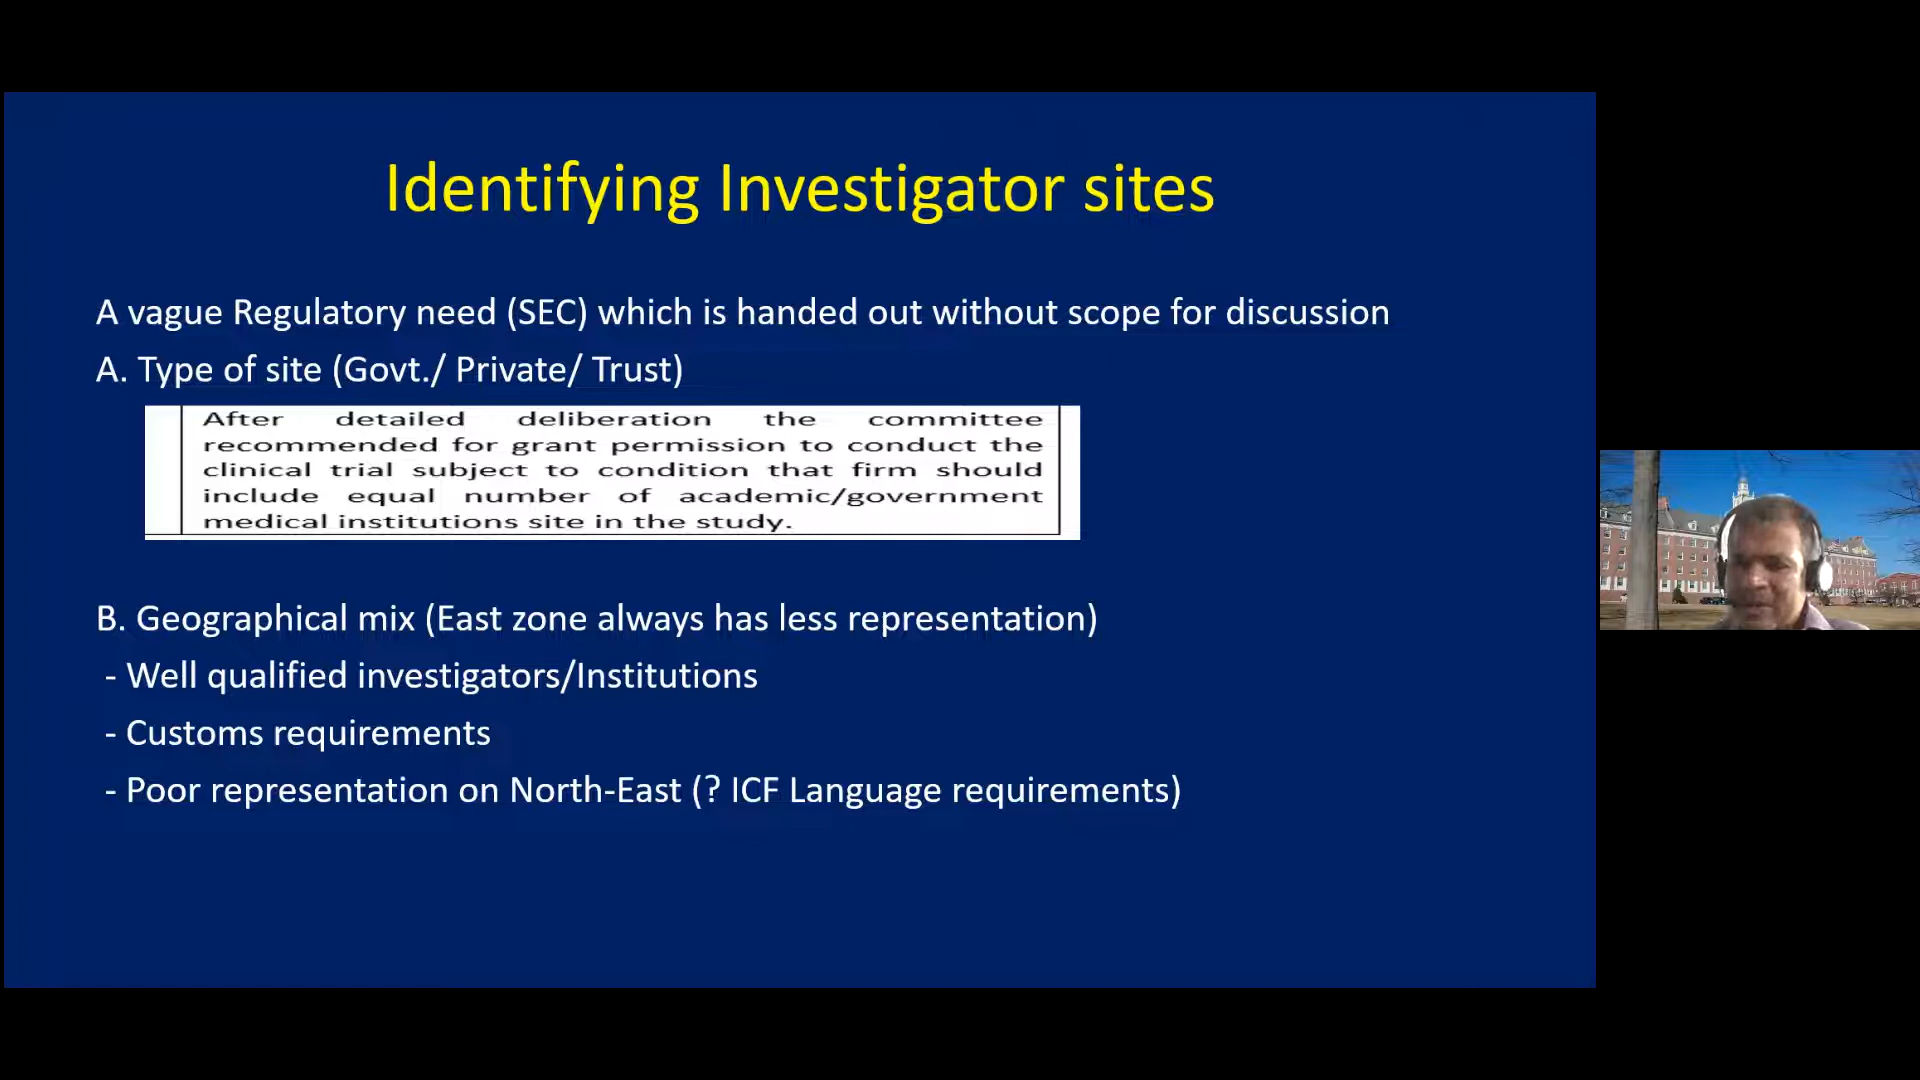 Identifying Investigator sites
A vague Regulatory need (SEC) which is handed out without scope for discussion
A. Type of site (Govt./ Private/ Trust)
After detailed deliberation the committee
recommended for grant permission to conduct the
clinical trial subject to condition that firm should
include equal number of academic/government
medical institutions site in the study.
B. Geographical mix (East zone always has less representation)
- Well qualified investigators/Institutions
- Customs requirements
- Poor representation on North-East (? ICF Language requirements)